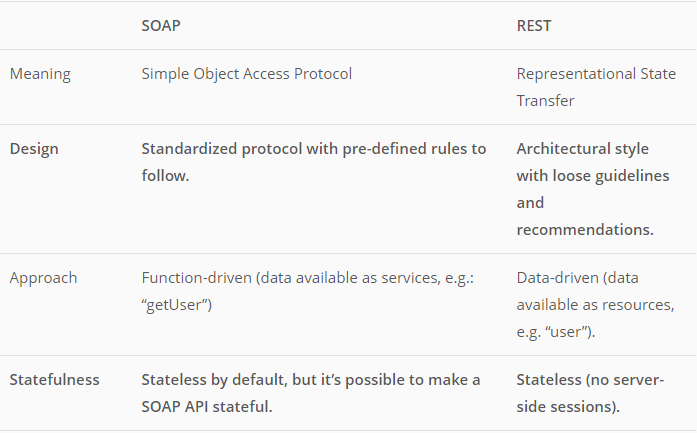 SOAP REST
Meaning Simple Object Access Protocol Representational State
Transfer
Design Standardized protocol with pre-defined rules to Architectural style
follow. with loose guidelines
and
recommendations.
Approach Function-driven (data available as services, e.g.: Data-driven (data
“getUser”) available as resources,
e.g. “user”).
Statefulness Stateless by default, but it’s possible to make a Stateless (no server-
SOAP API stateful. side sessions).